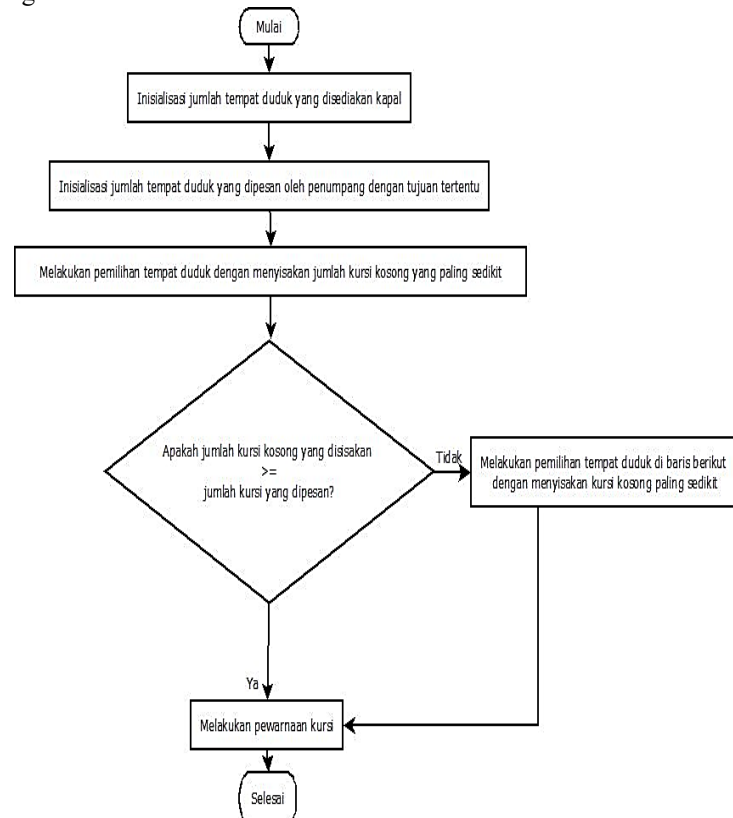 Mulai
Inisialisasi jumlah tempat duduk yang disediakan kapal
Inisialisasi jumlah tempat duduk yang dipesan oleh penumpang dengan tujuan tertentu
Melakukan pemilihan tempat duduk dengan menyisakan jumlah kursi kosong yang paling sedikit
Apakah jumlah kursi kosong yang disisakan
>=
jumlah kursi yang dipesan?
Tidak
Melakukan pemilihan tempat duduk di baris berikut
dengan menyisakan kursi kosong paling sedikit
Ya
Melakukan pewarnaan kursi
Selesai